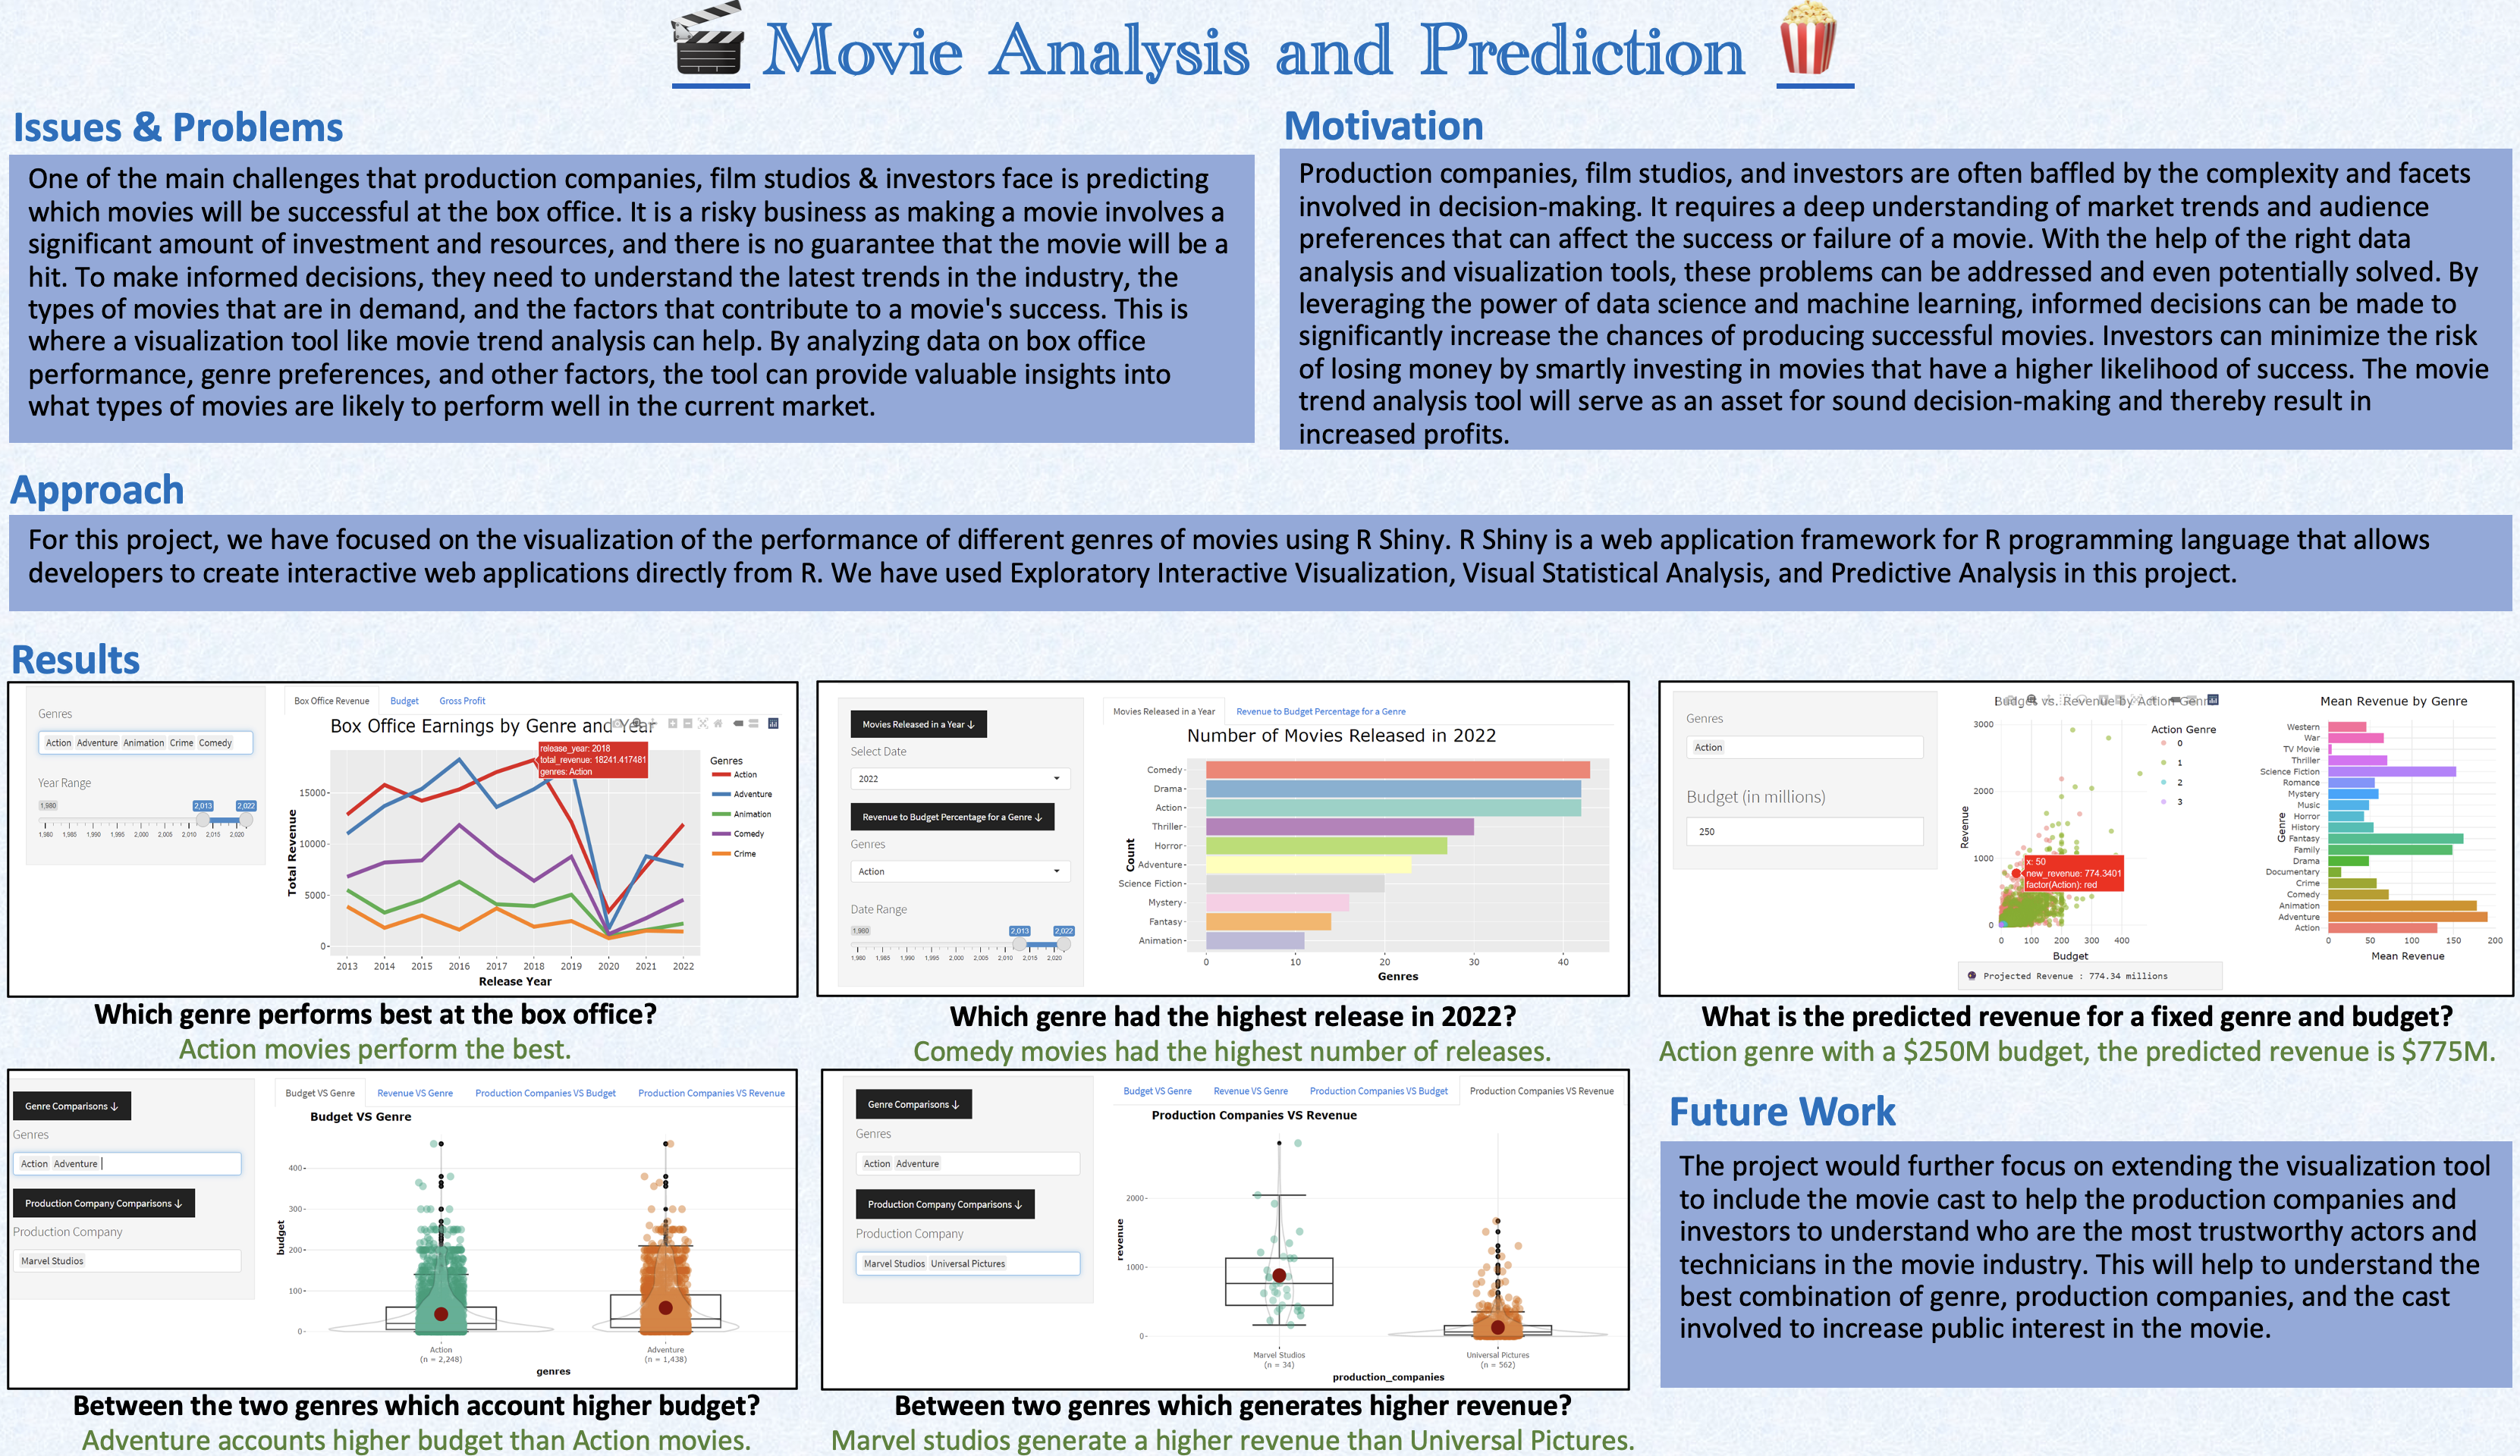 Movie Analysis and Prediction
Issues & Problems
One of the main challenges that production companies, film studios & investors face is predicting
which movies will be successful at the box office. It is a risky business as making a movie involves a
significant amount of investment and resources, and there is no guarantee that the movie will be a
hit. To make informed decisions, they need to understand the latest trends in the industry, the
types of movies that are in demand, and the factors that contribute to a movie's success. This is
where a visualization tool like movie trend analysis can help. By analyzing data on box office
performance, genre preferences, and other factors, the tool can provide valuable insights into
what types of movies are likely to perform well in the current market.
Motivation
Production companies, film studios, and investors are often baffled by the complexity and facets
involved in decision-making. It requires a deep understanding of market trends and audience
preferences that can affect the success or failure of a movie. With the help of the right data
analysis and visualization tools, these problems can be addressed and even potentially solved. By
leveraging the power of data science and machine learning, informed decisions can be made to
significantly increase the chances of producing successful movies. Investors can minimize the risk
of losing money by smartly investing in movies that have a higher likelihood of success. The movie
trend analysis tool will serve as an asset for sound decision-making and thereby result in
increased profits.
Approach
For this project, we have focused on the visualization of the performance of different genres of movies using R Shiny. R Shiny is a web application framework for R programming language that allows
developers to create interactive web applications directly from R. We have used Exploratory Interactive Visualization, Visual Statistical Analysis, and Predictive Analysis in this project.
Results
Genres
Action Adventure Animation Crime Comedy
Year Range
1,980 2,013 2,022
1,980 1,985 1,990 1,995 2,000 2,005 2,010 2,015 2,020
Box Office Revenue Budget Gross Profit
Box Office Earnings by Genre and Year
release_year: 2018
total_revenue: 18241.417481
genres: Action
Genres
Action
Adventure
Animation
Comedy
Crime
Total Revenue
15000
10000
5000
0
2013 2014 2015 2016 2017 2018 2019 2020 2021 2022
Release Year
Which genre performs best at the box office?
Action movies perform the best.
Movies Released in a Year ↓
Select Date
2022
Revenue to Budget Percentage for a Genre ↓
Genres
Action
Date Range
1,980 2,013 2,022
1,980 1,985 1,990 1,995 2,000 2,005 2,010 2,015 2,020
Movies Released in a Year Revenue to Budget Percentage for a Genre
Number of Movies Released in 2022
Count
Comedy
Drama
Action
Thriller
Horror
Adventure
Science Fiction
Mystery
Fantasy
Animation
0 10 20 30 40
Genres
Which genre had the highest release in 2022?
Comedy movies had the highest number of releases.
Genres
Action
Budget (in millions)
250
Budget vs. Revenue by Action Genre
Action Genre
0
1
2
3
Revenue
3000
2000
1000
0
x: 50
new_revenue: 774.3401
factor(Action): red
0 100 200 300 400
Budget
Projected Revenue : 774.34 millions
Mean Revenue by Genre
Genre
Western
War
TV Movie
Thriller
Science Fiction
Romance
Mystery
Music
Horror
History
Fantasy
Family
Drama
Documentary
Crime
Comedy
Animation
Adventure
Action
0 50 100 150 200
Mean Revenue
What is the predicted revenue for a fixed genre and budget?
Action genre with a $250M budget, the predicted revenue is $775M.
Genre Comparisons ↓
Genres
Action Adventure
Production Company Comparisons ↓
Production Company
Marvel Studios
Budget VS Genre Revenue VS Genre Production Companies VS Budget Production Companies VS Revenue
Budget VS Genre
budget
400
300
200
100
0
Action
(n = 2,248)
Adventure
(n = 1,438)
genres
Between the two genres which account higher budget?
Adventure accounts higher budget than Action movies.
Genre Comparisons ↓
Genres
Action Adventure
Production Company Comparisons ↓
Production Company
Marvel Studios Universal Pictures
Budget VS Genre Revenue VS Genre Production Companies VS Budget Production Companies VS Revenue
Production Companies VS Revenue
revenue
2000
1000
0
Marvel Studios
(n = 34)
Universal Pictures
(n = 562)
production_companies
Between two genres which generates higher revenue?
Marvel studios generate a higher revenue than Universal Pictures.
Future Work
The project would further focus on extending the visualization tool
to include the movie cast to help the production companies and
investors to understand who are the most trustworthy actors and
technicians in the movie industry. This will help to understand the
best combination of genre, production companies, and the cast
involved to increase public interest in the movie.